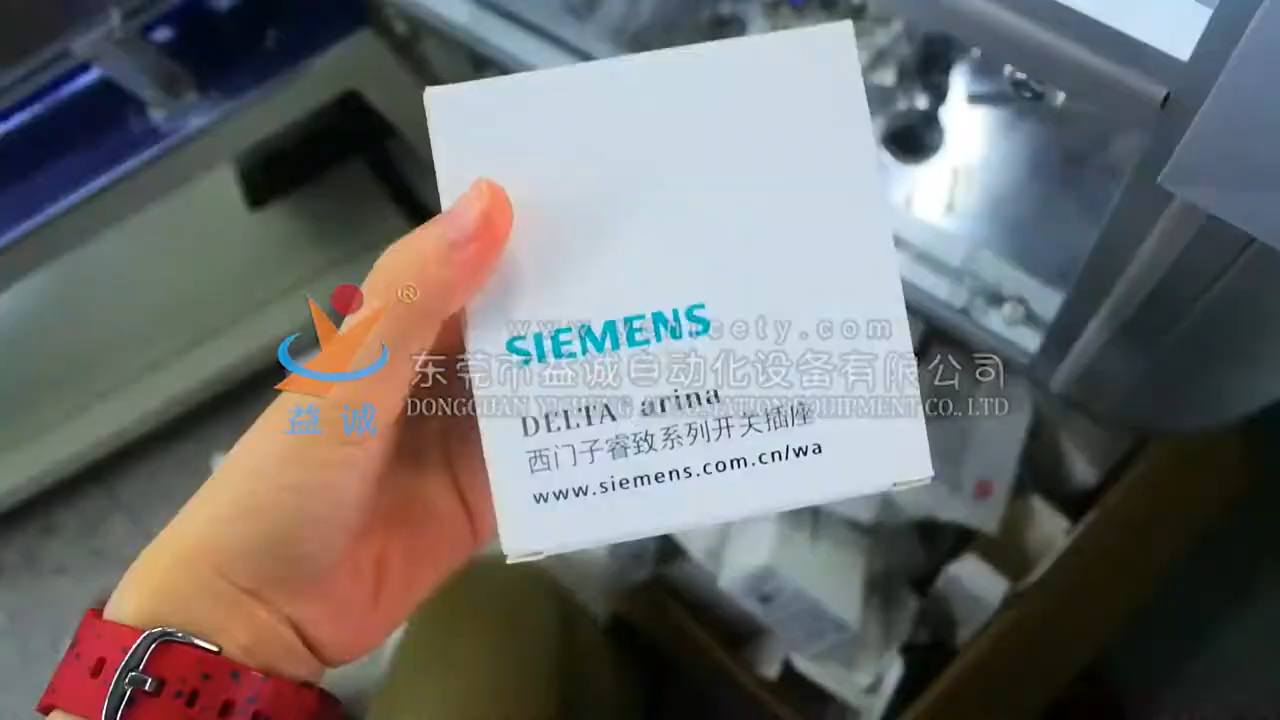 SIEMENS
DELTA arina
西门子睿致系列开关插座
www.siemens.com.cn/wa
®
益诚
东莞市益诚自动化设备有限公司